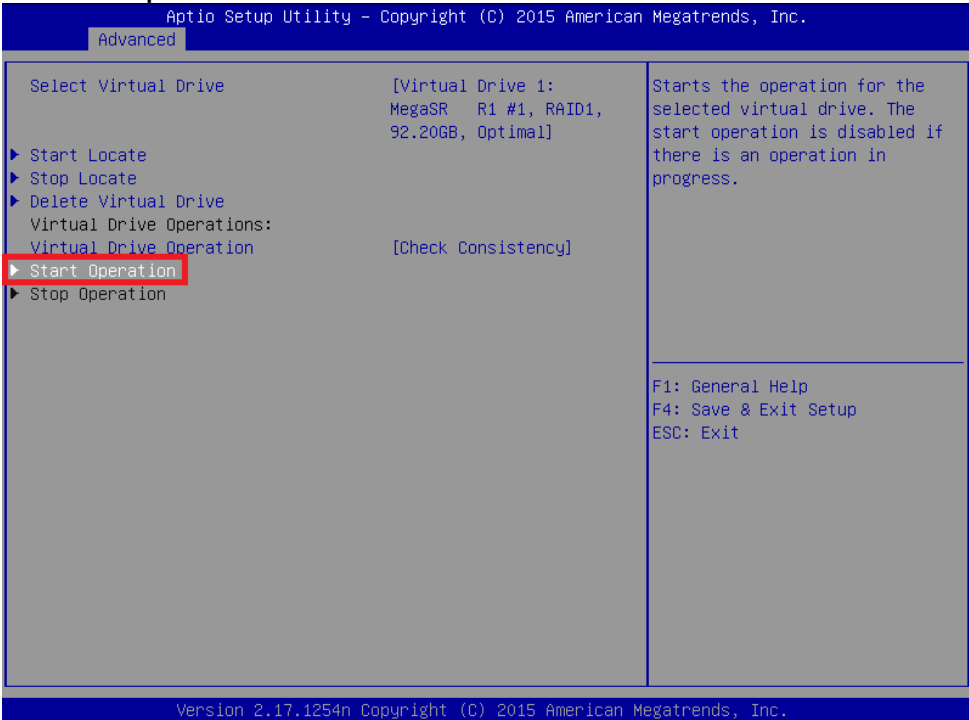 Aptio Setup Utility – Copyright (C) 2015 American Megatrends, Inc.
Advanced
Select Virtual Drive [Virtual Drive 1:
MegaSR R1 #1, RAID1,
92.20GB, Optimal]
Start Locate
Stop Locate
Delete Virtual Drive
Virtual Drive Operations:
Virtual Drive Operation [Check Consistency]
Start Operation
Stop Operation
Starts the operation for the
selected virtual drive. The
start operation is disabled if
there is an operation in
progress.
F1: General Help
F4: Save & Exit Setup
ESC: Exit
Version 2.17.1254n Copyright (C) 2015 American Megatrends, Inc.